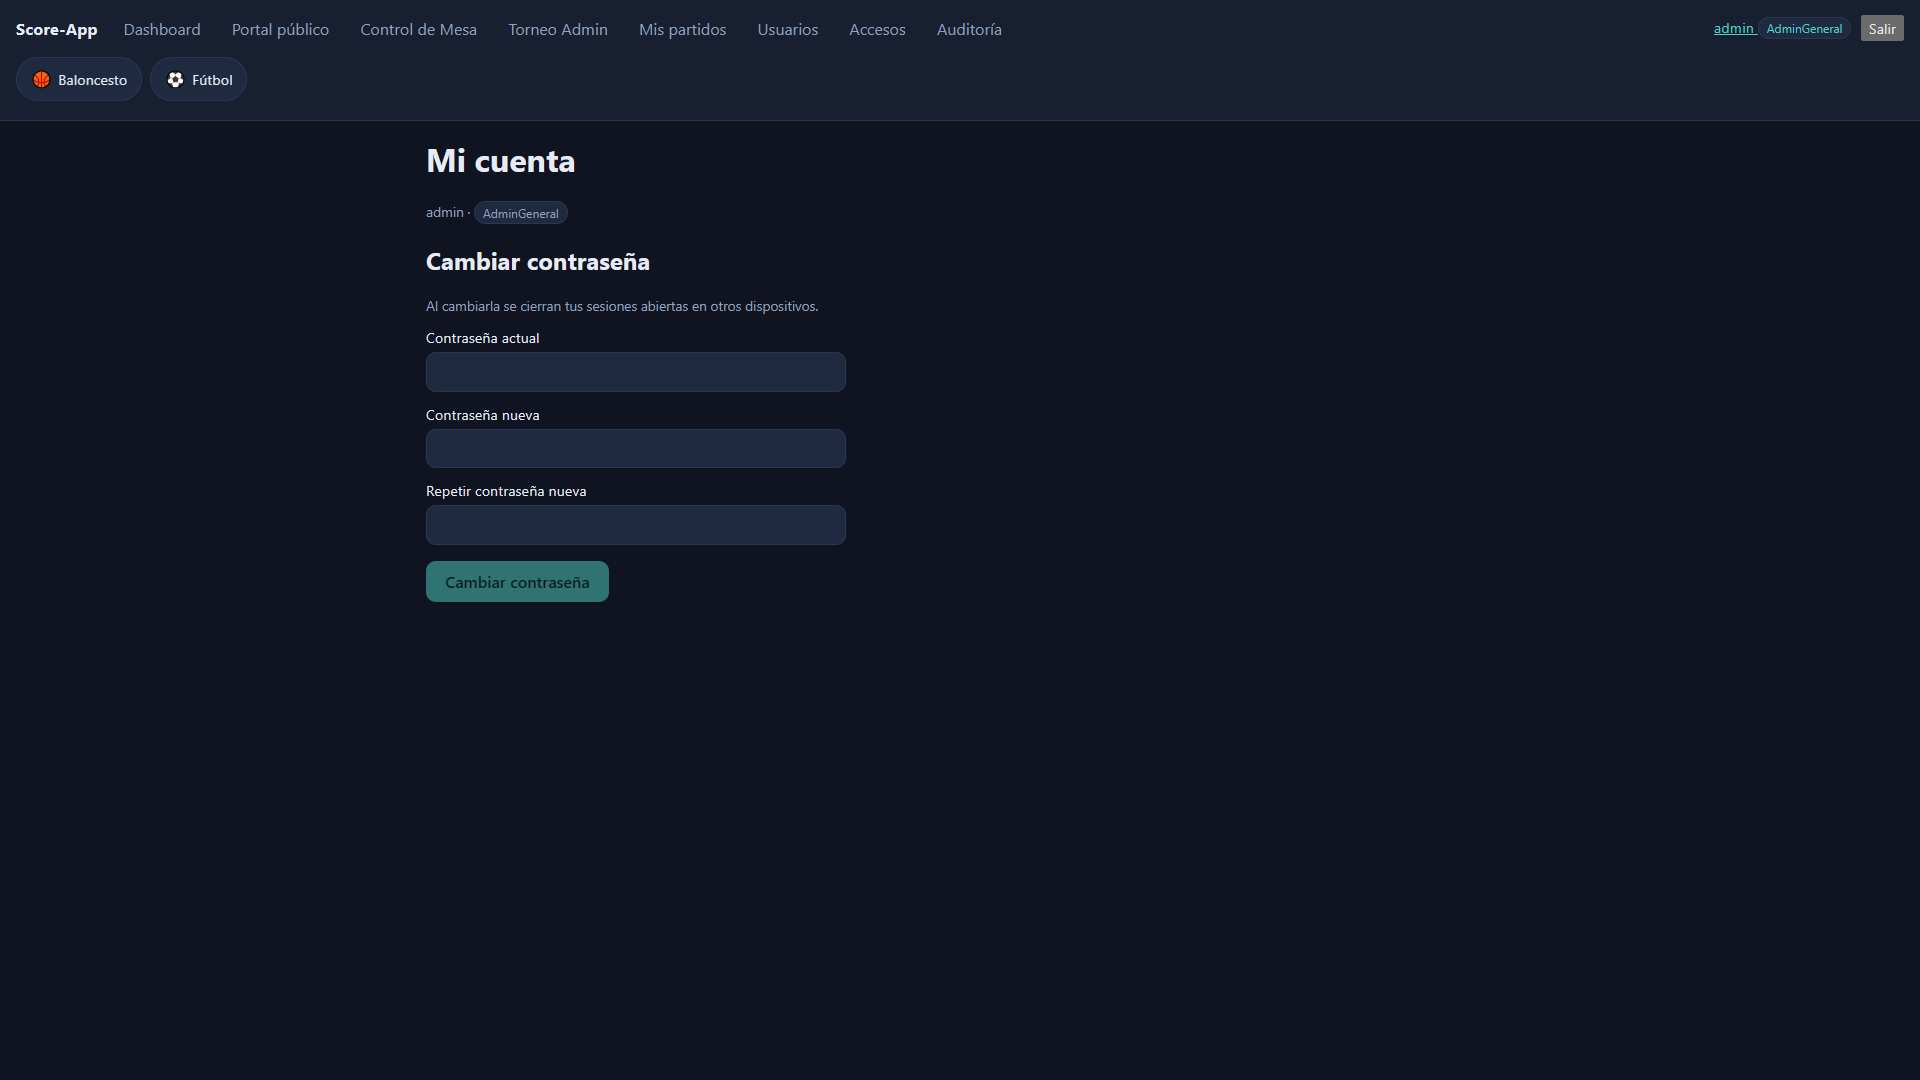 Score-App Dashboard Portal público Control de Mesa Torneo Admin Mis partidos Usuarios Accesos Auditoría admin AdminGeneral Salir
Baloncesto Fútbol
Mi cuenta
admin · AdminGeneral
Cambiar contraseña
Al cambiarla se cierran tus sesiones abiertas en otros dispositivos.
Contraseña actual
Contraseña nueva
Repetir contraseña nueva
Cambiar contraseña